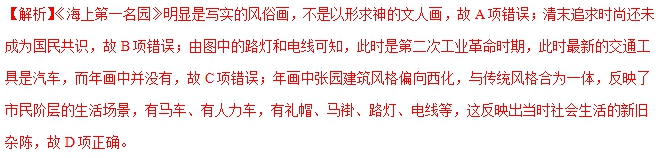 【解析】《海上第一名园》明显是写实的风俗画，不是以形求神的文人画，故 A 项错误；清末追求时尚还未
成为国民共识，故 B 项错误；由图中的路灯和电线可知，此时是第二次工业革命时期，此时最新的交通工
具是汽车，而年画中并没有，故 C 项错误；年画中张园建筑风格偏向西化，与传统风格合为一体，反映了
市民阶层的生活场景，有马车、有人力车，有礼帽、马褂、路灯、电线等，这反映出当时社会生活的新旧
杂陈，故 D 项正确。